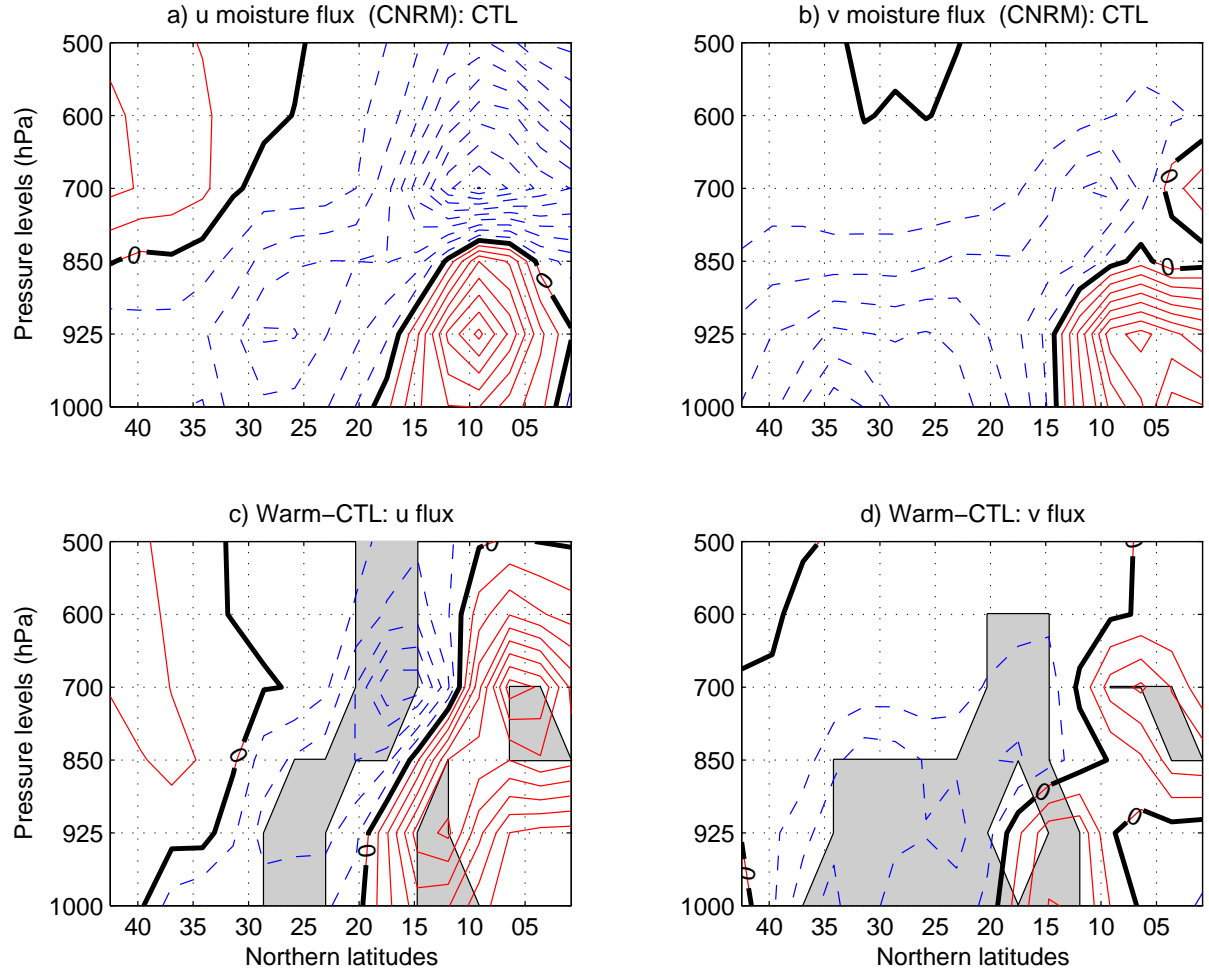 a) u moisture flux (CNRM): CTL
b) v moisture flux (CNRM): CTL
Pressure levels (hPa)
500
600
700
850
925
1000
40 35 30 25 20 15 10 05
0
0
500
600
700
850
925
1000
40 35 30 25 20 15 10 05
0
0
c) Warm−CTL: u flux
d) Warm−CTL: v flux
Pressure levels (hPa)
500
600
700
850
925
1000
40 35 30 25 20 15 10 05
Northern latitudes
0
0
0
500
600
700
850
925
1000
40 35 30 25 20 15 10 05
Northern latitudes
0
0
0
0